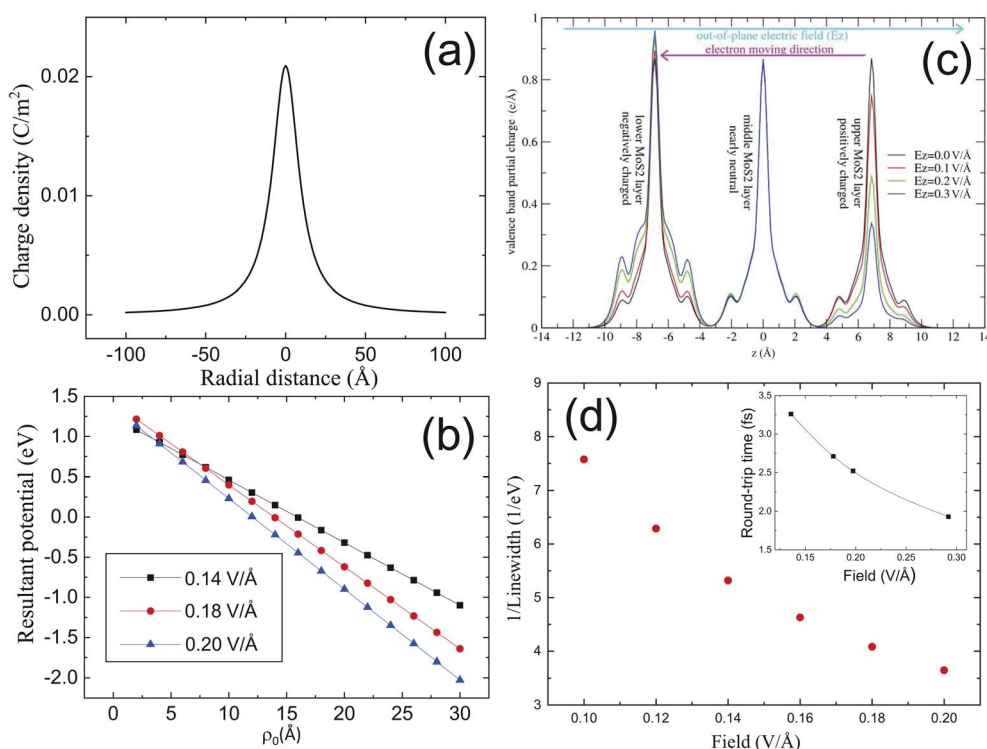 (a)
Charge density (C/m²)
0.02
0.01
0.00
-100
-50
0
50
100
Radial distance (Å)
(c)
out-of-plane electric field (Ez)
electron moving direction
valence band partial charge (e/Å)
1
0.8
0.6
0.4
0.2
0
lower MoS2 layer
negatively charged
middle MoS2 layer
nearly neutral
upper MoS2 layer
positively charged
Ez=0.0 V/Å
Ez=0.1 V/Å
Ez=0.2 V/Å
Ez=0.3 V/Å
-14 -12 -10 -8 -6 -4 -2 0 2 4 6 8 10 12 14
z (Å)
(b)
Resultant potential (eV)
1.5
1.0
0.5
0.0
-0.5
-1.0
-1.5
-2.0
0.14 V/Å
0.18 V/Å
0.20 V/Å
0 5 10 15 20 25 30
ρ₀(Å)
(d)
1/Linewidth (1/eV)
9
8
7
6
5
4
3
0.10 0.12 0.14 0.16 0.18 0.20
Field (V/Å)
Round-trip time (fs)
3.5
3.0
2.5
2.0
1.5
0.15 0.20 0.25 0.30
Field (V/Å)